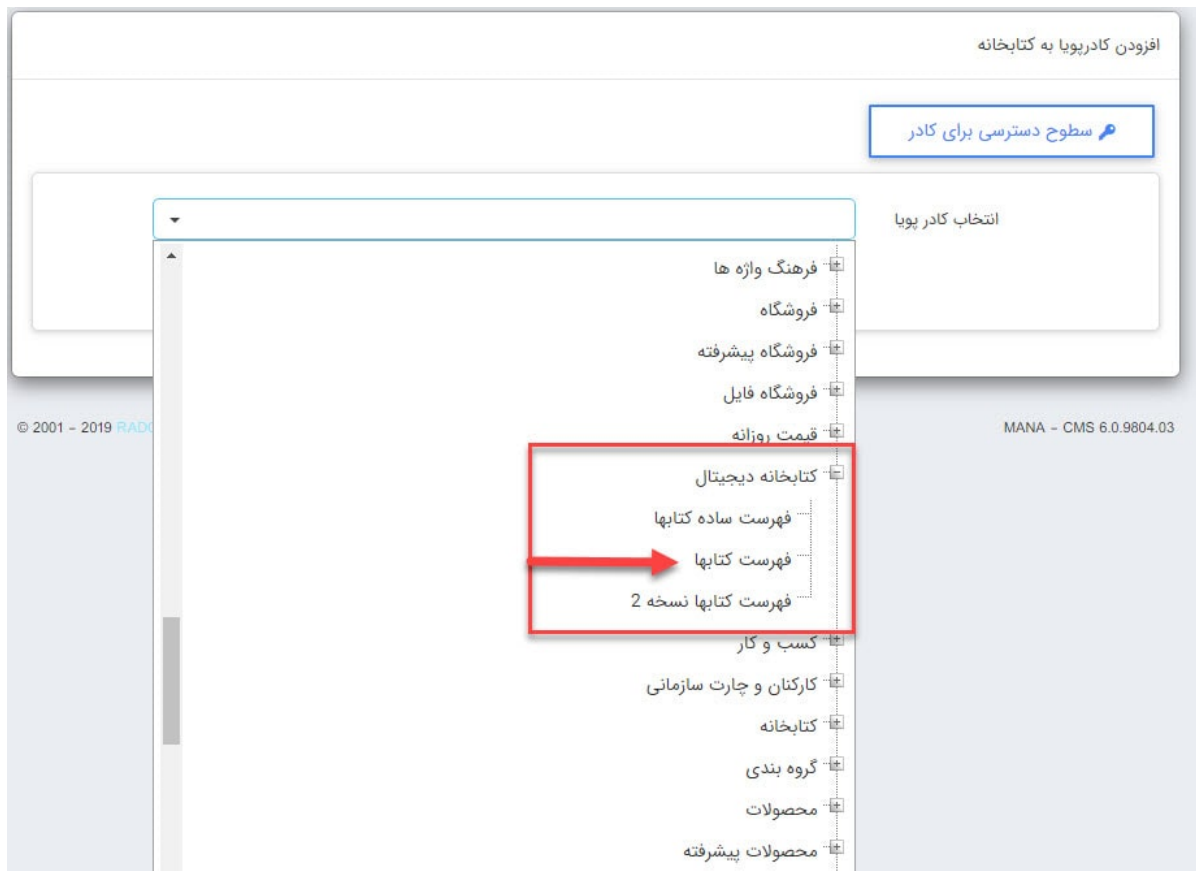 افزودن کادرپویا به کتابخانه
سطوح دسترسی برای کادر
انتخاب کادر پویا
فرهنگ واژه ها
فروشگاه
فروشگاه پیشرفته
فروشگاه فایل
قیمت روزانه
کتابخانه دیجیتال
فهرست ساده کتابها
فهرست کتابها
فهرست کتابها نسخه 2
کسب و کار
کارکنان و چارت سازمانی
کتابخانه
گروه بندی
محصولات
محصولات پیشرفته
© 2001 - 2019
MANA - CMS 6.0.9804.03